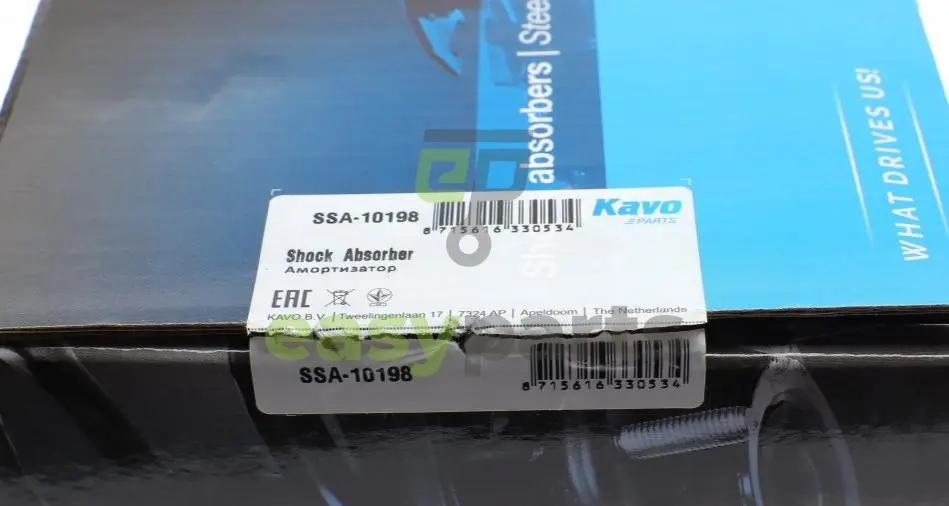 absorbers | Stee
WHAT DRIVES US!
SSA-10198
8 715616 330534
Kavo
PARTS
Shock Absorber
Амортизатор
EAC
KAVO B.V. | Tweelingenlaan 17 | 7324 AP | Apeldoorn | The Netherlands
easyparts
SSA-10198
8 715616 330534